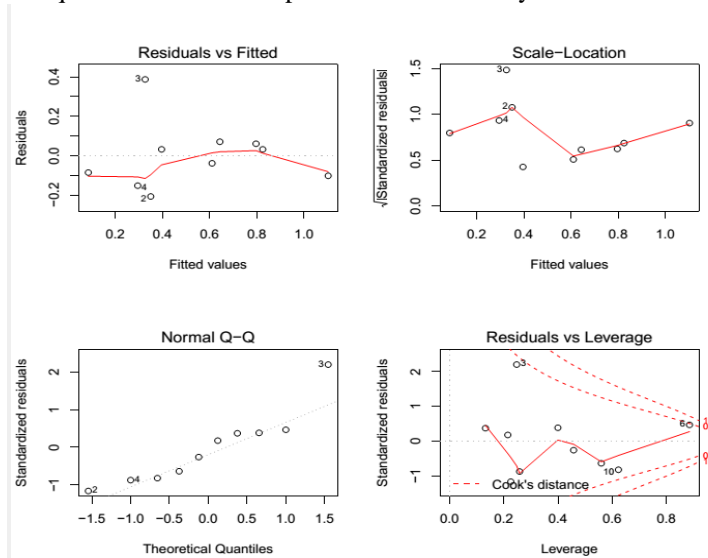 Residuals vs Fitted
Residuals
0.4
0.2
0.0
−0.2
3
4
2
0.2 0.4 0.6 0.8 1.0
Fitted values
Scale−Location
√|Standardized residuals|
1.5
1.0
0.5
0.0
3
2
4
0.2 0.4 0.6 0.8 1.0
Fitted values
Normal Q−Q
Standardized residuals
2
1
0
−1
3
4
2
−1.5 −1.0 −0.5 0.0 0.5 1.0 1.5
Theoretical Quantiles
Residuals vs Leverage
Standardized residuals
2
1
0
−1
3
6
10
Cook's distance
0.0 0.2 0.4 0.6 0.8
Leverage